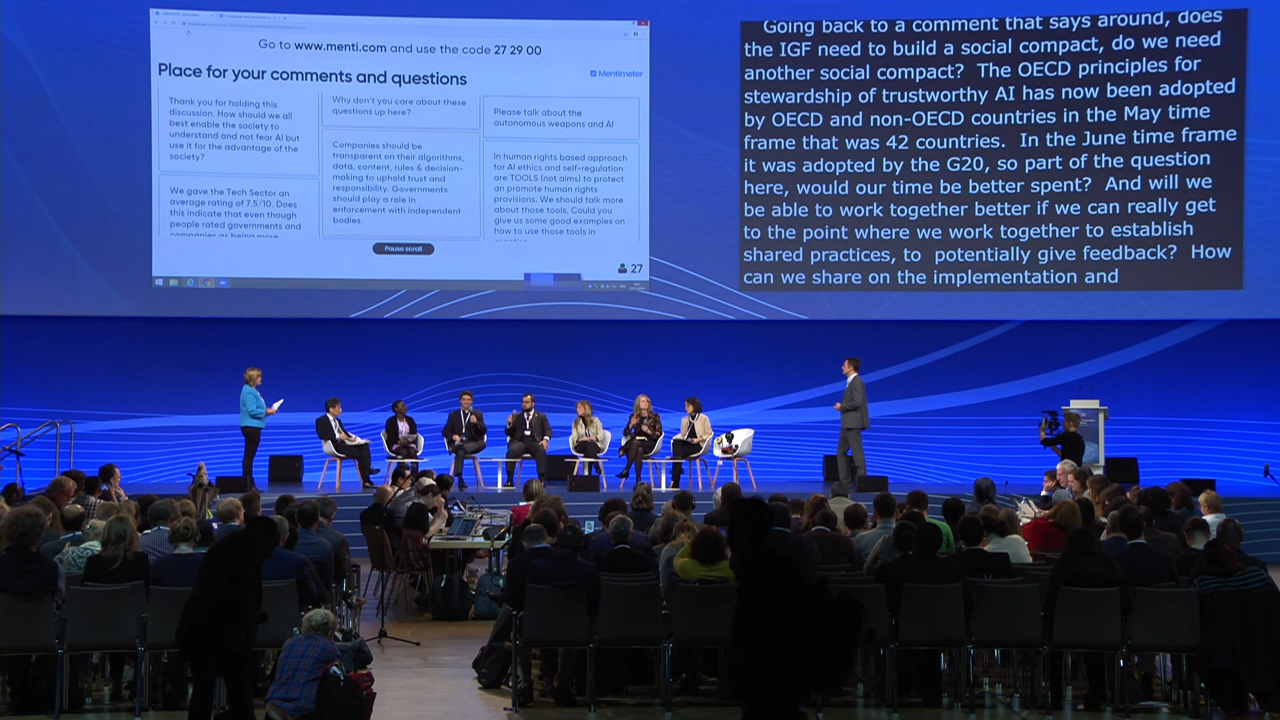 Go to www.menti.com and use the code 27 29 00
Place for your comments and questions
Mentimeter
Thank you for holding this
discussion. How should we all
best enable the society to
understand and not fear AI but
use it for the advantage of the
society?
We gave the Tech Sector an
average rating of 7.5/10. Does
this indicate that even though
people rated governments and
companies as being more
Why don't you care about these
questions up here?
Companies should be
transparent on their algorithms,
data, content, rules & decision-
making to uphold trust and
responsibility. Governments
should play a role in
enforcement with independent
bodies.
Please talk about the
autonomous weapons and AI
In human rights based approach
for AI ethics and self-regulation
are TOOLS (not aims) to protect
an promote human rights
provisions. We should talk more
about those tools. Could you
give us some good examples on
how to use those tools in
Pause scroll
27
Going back to a comment that says around, does
the IGF need to build a social compact, do we need
another social compact? The OECD principles for
stewardship of trustworthy AI has now been adopted
by OECD and non-OECD countries in the May time
frame that was 42 countries. In the June time frame
it was adopted by the G20, so part of the question
here, would our time be better spent? And will we
be able to work together better if we can really get
to the point where we work together to establish
shared practices, to potentially give feedback? How
can we share on the implementation and